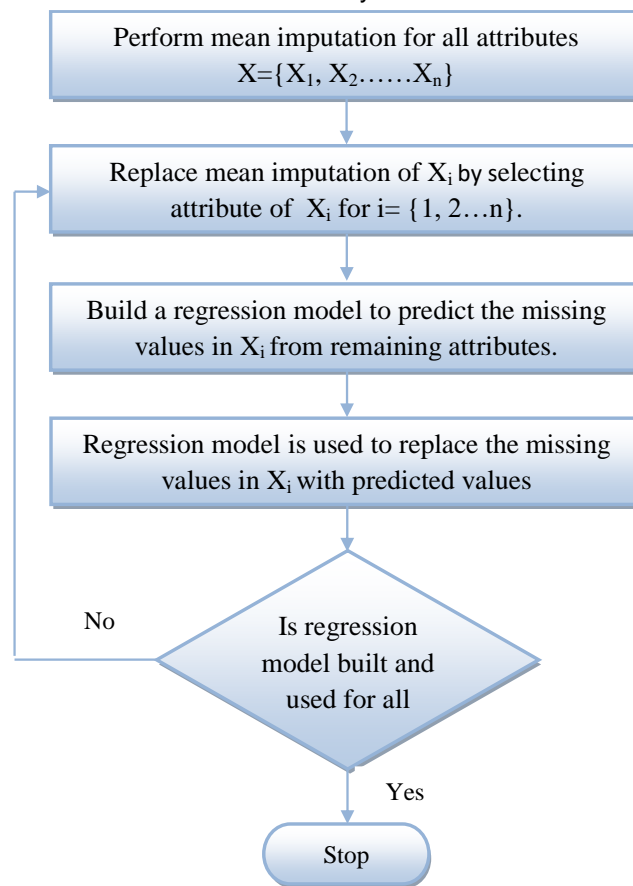 Perform mean imputation for all attributes
X={X₁, X₂……Xₙ}
Replace mean imputation of Xᵢ by selecting
attribute of Xᵢ for i= {1, 2…n}.
Build a regression model to predict the missing
values in Xᵢ from remaining attributes.
Regression model is used to replace the missing
values in Xᵢ with predicted values
No
Is regression
model built and
used for all
Yes
Stop